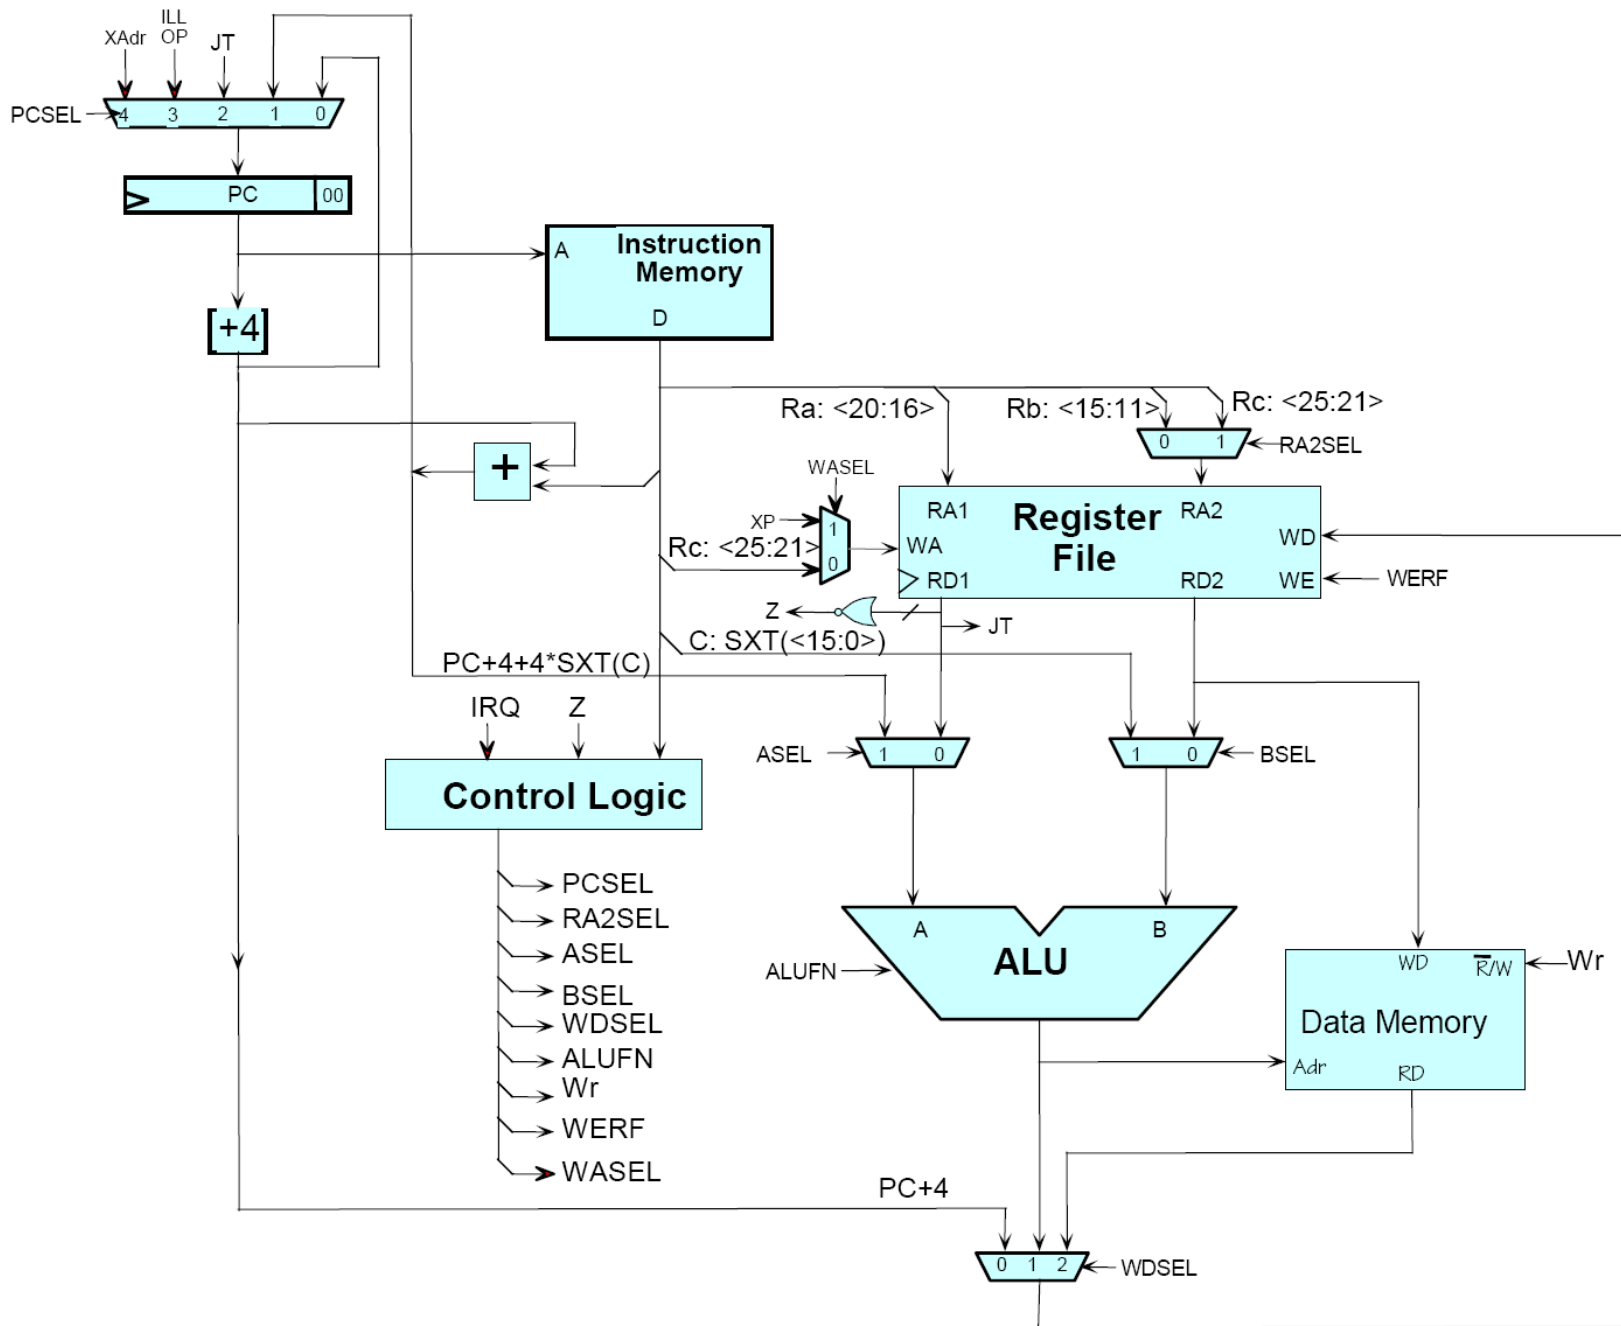 ILL
XAdr OP JT
PCSEL 4 3 2 1 0
PC 00
A Instruction
Memory
D
[+4]
Ra: <20:16> Rb: <15:11> Rc: <25:21>
0 1 RA2SEL
+
WASEL
XP 1
Rc: <25:21> 0
RA1 Register RA2
WA File WD
RD1 RD2 WE WERF
Z
JT
C: SXT(<15:0>)
PC+4+4*SXT(C)
IRQ Z
ASEL 1 0 1 0 BSEL
Control Logic
PCSEL
RA2SEL
ASEL
BSEL
WDSEL
ALUFN
Wr
WERF
WASEL
A B
ALU
ALUFN
WD R̅/W Wr
Data Memory
Adr RD
PC+4
0 1 2 WDSEL